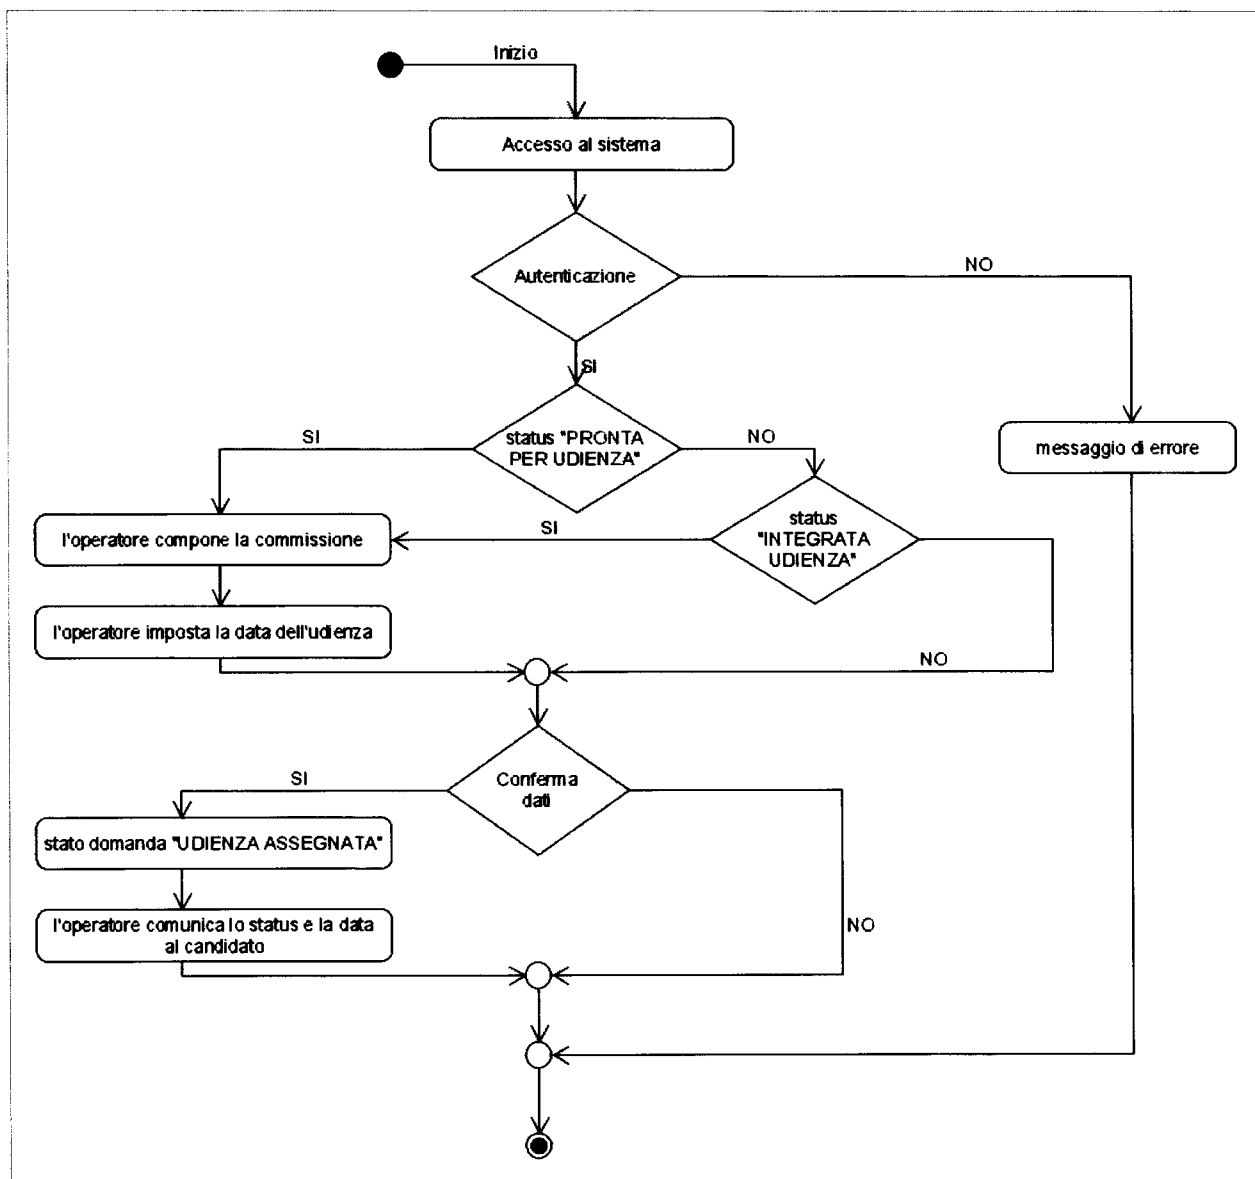 Inizio
Accesso al sistema
Autenticazione
NO
SI
status "PRONTA
PER UDIENZA"
SI
NO
messaggio di errore
status
"INTEGRATA
UDIENZA"
SI
l'operatore compone la commissione
l'operatore imposta la data dell'udienza
NO
Conferma
dati
SI
stato domanda "UDIENZA ASSEGNATA"
l'operatore comunica lo status e la data
al candidato
NO